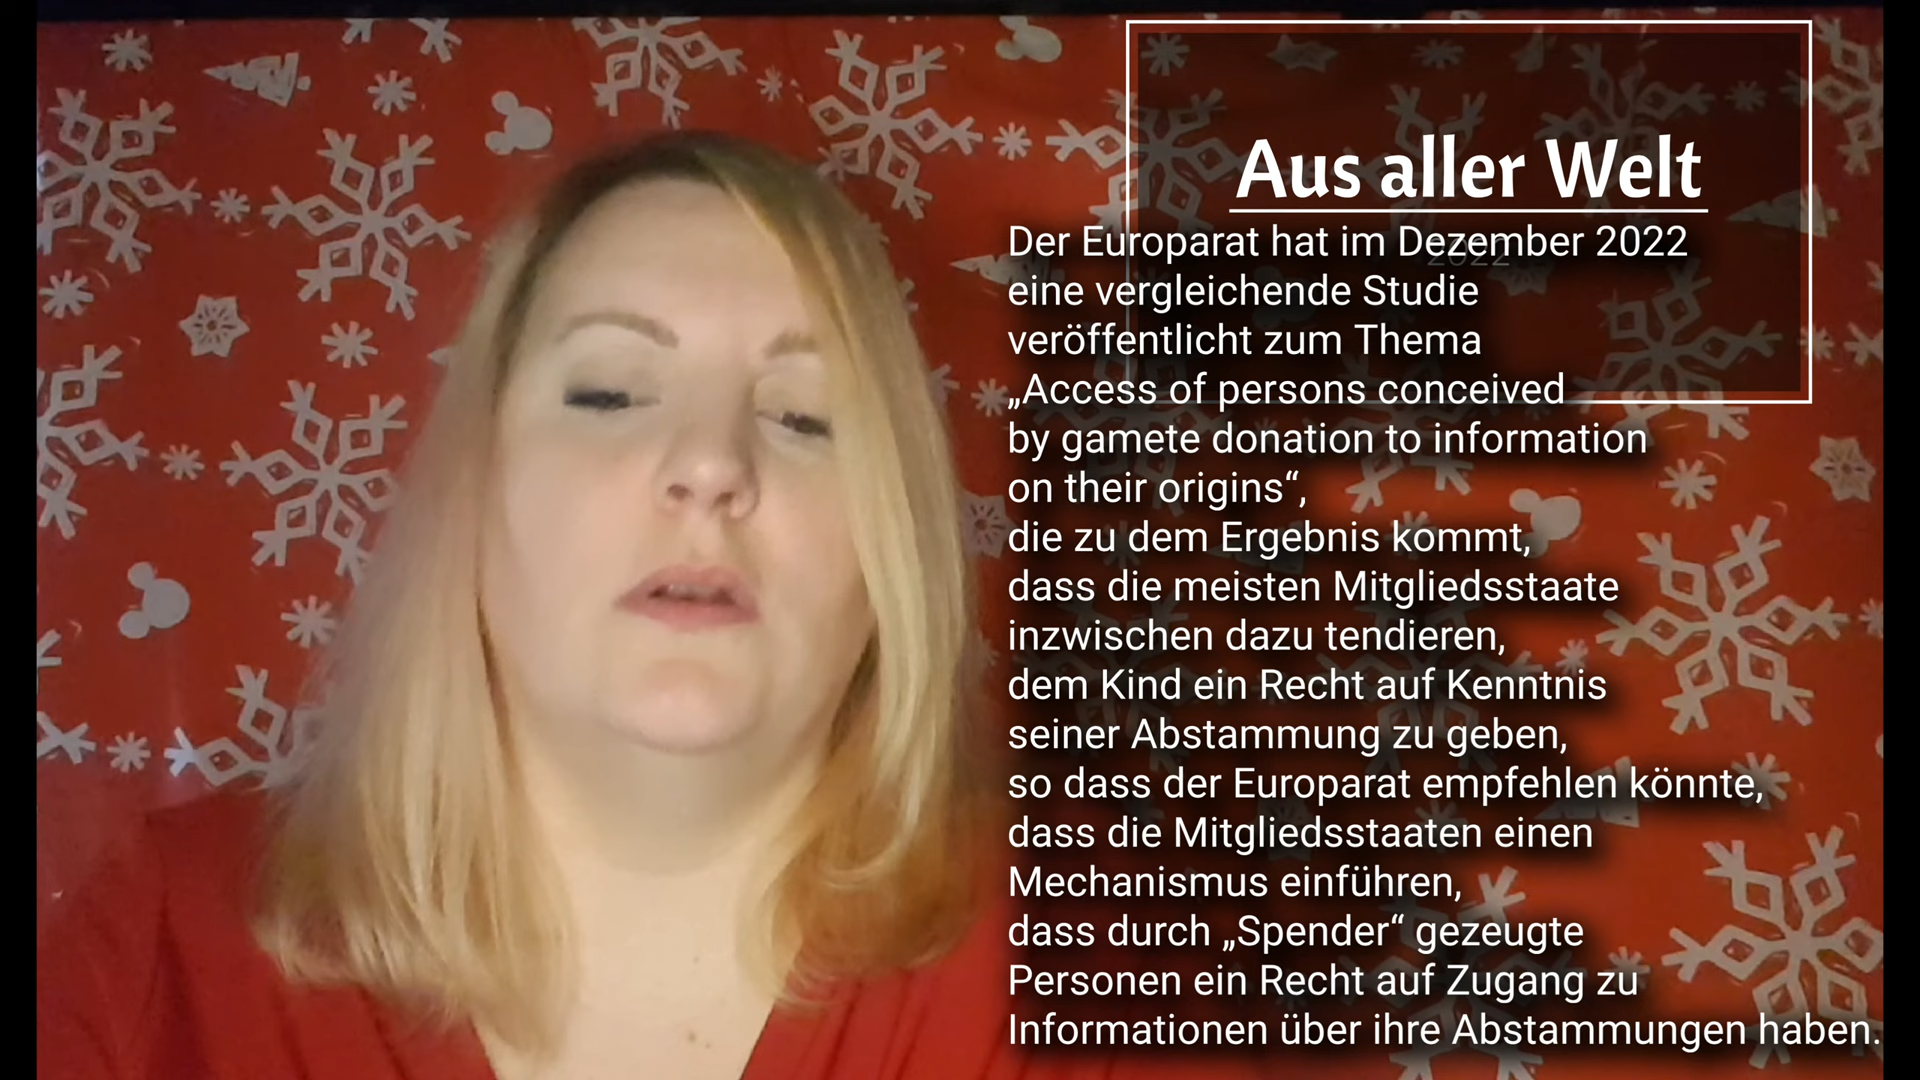 Aus aller Welt
Der Europarat hat im Dezember 2022
2022
eine vergleichende Studie
veröffentlicht zum Thema
„Access of persons conceived
by gamete donation to information
on their origins“,
die zu dem Ergebnis kommt,
dass die meisten Mitgliedsstaate
inzwischen dazu tendieren,
dem Kind ein Recht auf Kenntnis
seiner Abstammung zu geben,
so dass der Europarat empfehlen könnte,
dass die Mitgliedsstaaten einen
Mechanismus einführen,
dass durch „Spender“ gezeugte
Personen ein Recht auf Zugang zu
Informationen über ihre Abstammungen haben.